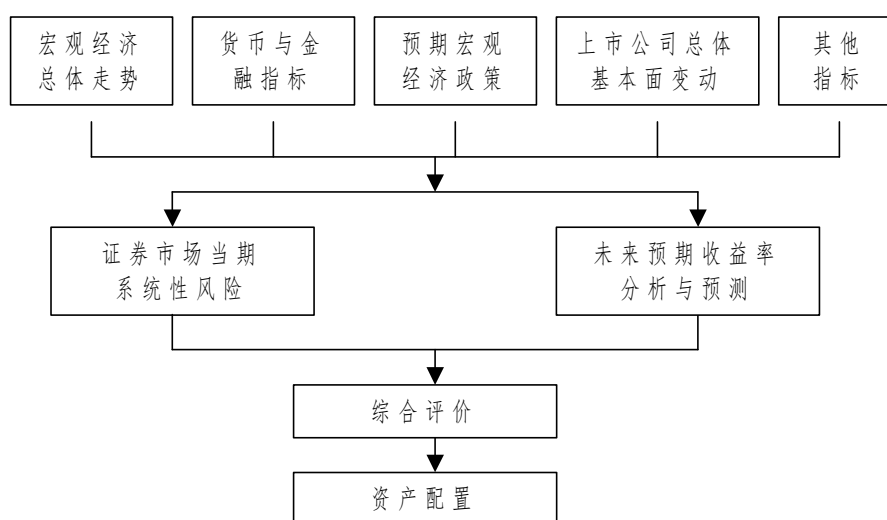 宏观经济
总体走势
货币与金
融指标
预期宏观
经济政策
上市公司总体
基本面变动
其他
指标
证券市场当期
系统性风险
未来预期收益率
分析与预测
综合评价
资产配置